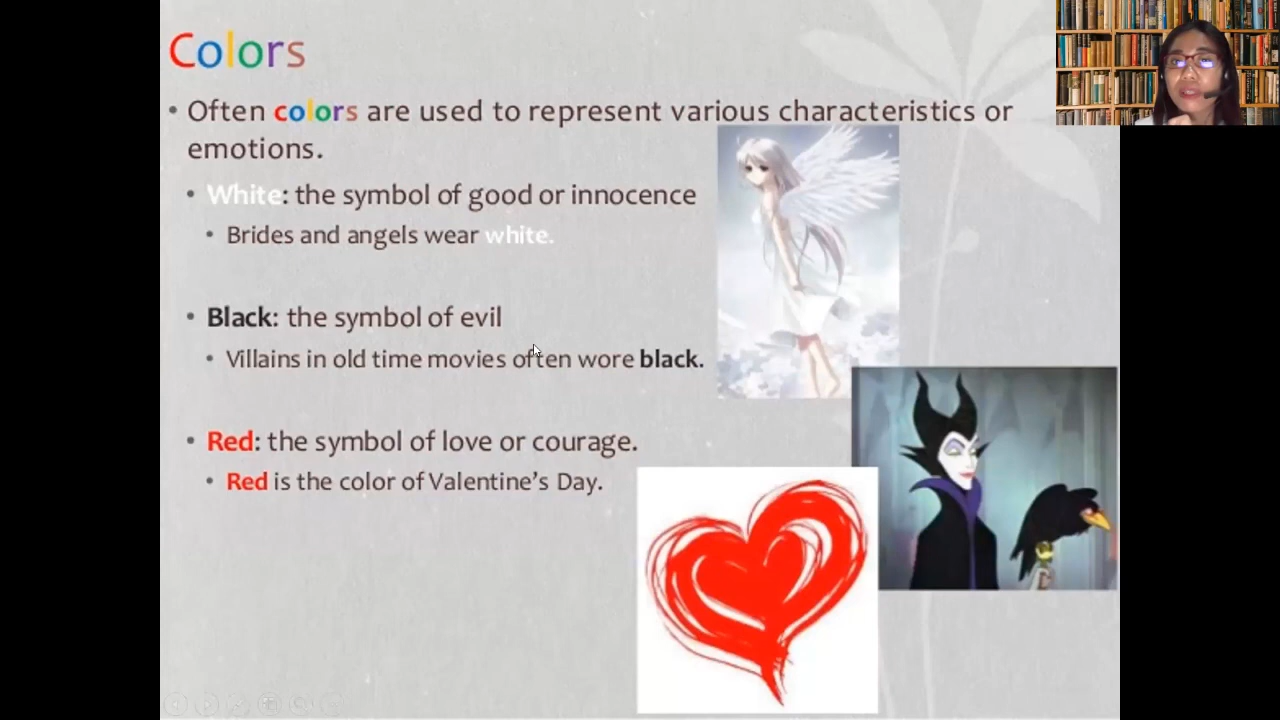 Colors
• Often colors are used to represent various characteristics or
emotions.
• White: the symbol of good or innocence
• Brides and angels wear white.
• Black: the symbol of evil
• Villains in old time movies often wore black.
• Red: the symbol of love or courage.
• Red is the color of Valentine’s Day.